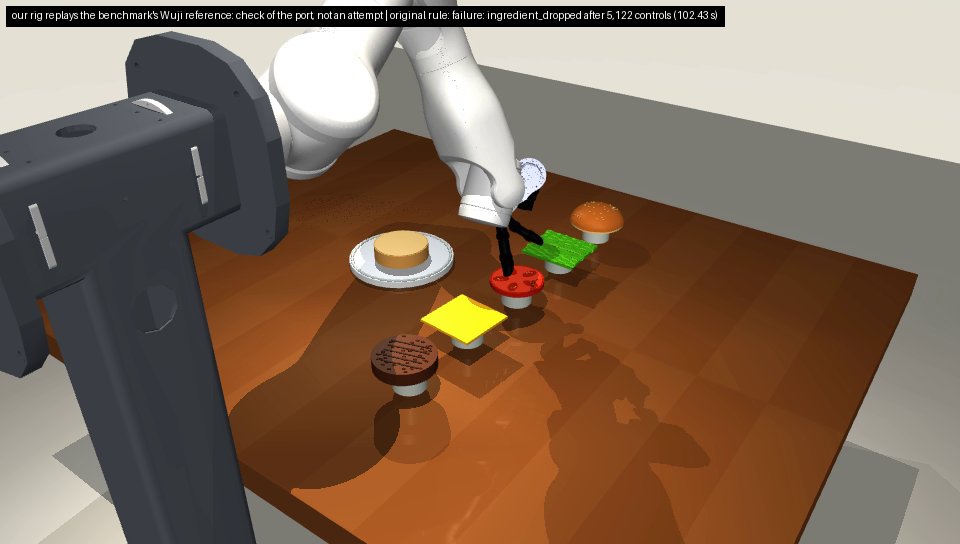 our rig replays the benchmark's Wuji reference: check of the port, not an attempt | original rule: failure: ingredient_dropped after 5,122 controls (102.43 s)